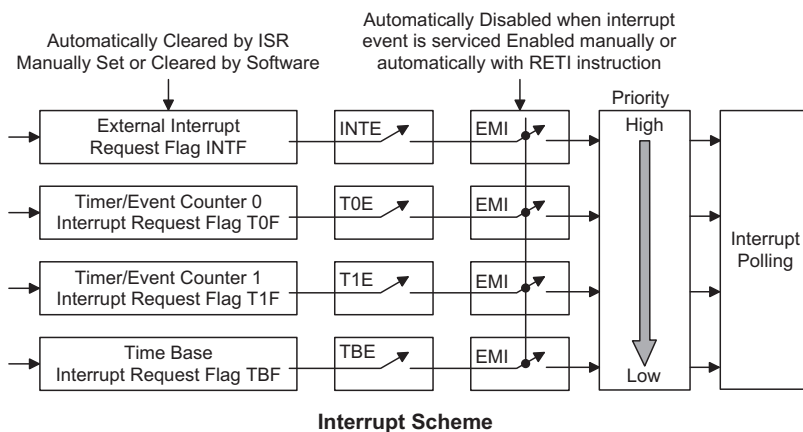 Automatically Cleared by ISR
Manually Set or Cleared by Software
Automatically Disabled when interrupt
event is serviced Enabled manually or
automatically with RETI instruction
Priority
External Interrupt
Request Flag INTF
INTE
EMI
High
Timer/Event Counter 0
Interrupt Request Flag T0F
T0E
EMI
Timer/Event Counter 1
Interrupt Request Flag T1F
T1E
EMI
Time Base
Interrupt Request Flag TBF
TBE
EMI
Low
Interrupt
Polling
Interrupt Scheme